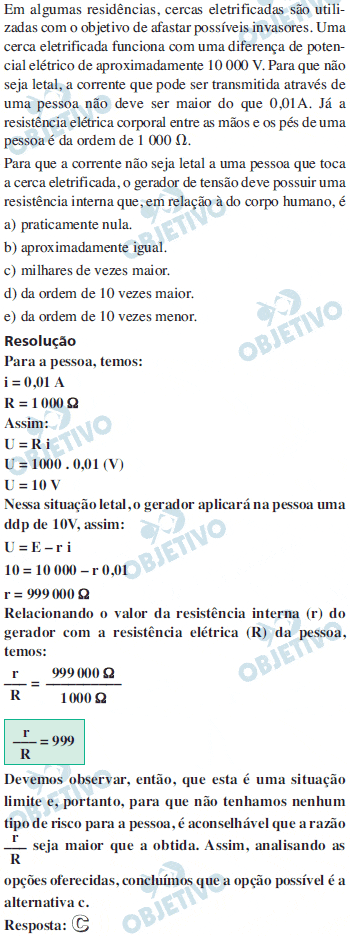 Em algumas residências, cercas eletrificadas são utili-
zadas com o objetivo de afastar possíveis invasores. Uma
cerca eletrificada funciona com uma diferença de poten-
cial elétrico de aproximadamente 10 000 V. Para que não
seja letal, a corrente que pode ser transmitida através de
uma pessoa não deve ser maior do que 0,01A. Já a
resistência elétrica corporal entre as mãos e os pés de uma
pessoa é da ordem de 1 000 Ω.
Para que a corrente não seja letal a uma pessoa que toca
a cerca eletrificada, o gerador de tensão deve possuir uma
resistência interna que, em relação à do corpo humano, é
a) praticamente nula.
b) aproximadamente igual.
c) milhares de vezes maior.
d) da ordem de 10 vezes maior.
e) da ordem de 10 vezes menor.
Resolução
Para a pessoa, temos:
i = 0,01 A
R = 1 000 Ω
Assim:
U = R i
U = 1000 . 0,01 (V)
U = 10 V
Nessa situação letal, o gerador aplicará na pessoa uma
ddp de 10V, assim:
U = E – r i
10 = 10 000 – r 0,01
r = 999 000 Ω
Relacionando o valor da resistência interna (r) do
gerador com a resistência elétrica (R) da pessoa,
temos:
r/R = 999 000 Ω/1 000 Ω
r/R = 999
Devemos observar, então, que esta é uma situação
limite e, portanto, para que não tenhamos nenhum
tipo de risco para a pessoa, é aconselhável que a razão
r/R seja maior que a obtida. Assim, analisando as
opções oferecidas, concluímos que a opção possível é a
alternativa c.
Resposta: C
OBJETIVO
OBJETIVO
OBJETIVO
OBJETIVO
OBJETIVO
OBJETIVO
OBJETIVO
OBJETIVO
OBJETIVO